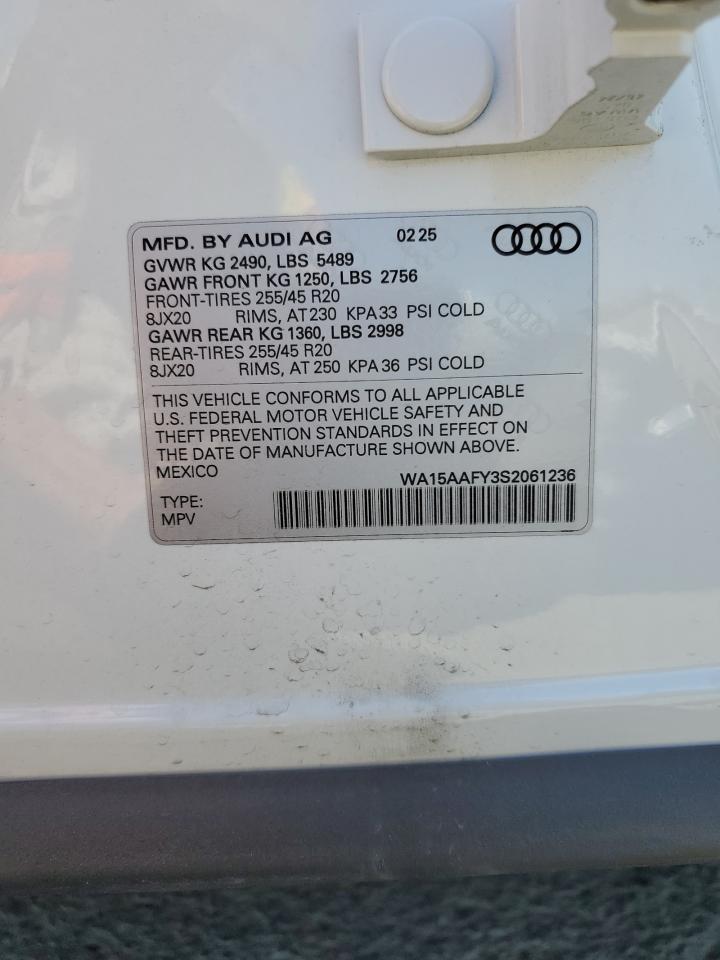 MFD. BY AUDI AG 02 25
GVWR KG 2490, LBS 5489
GAWR FRONT KG 1250, LBS 2756
FRONT-TIRES 255/45 R20
8JX20 RIMS, AT 230 KPA 33 PSI COLD
GAWR REAR KG 1360, LBS 2998
REAR-TIRES 255/45 R20
8JX20 RIMS, AT 250 KPA 36 PSI COLD
THIS VEHICLE CONFORMS TO ALL APPLICABLE
U.S. FEDERAL MOTOR VEHICLE SAFETY AND
THEFT PREVENTION STANDARDS IN EFFECT ON
THE DATE OF MANUFACTURE SHOWN ABOVE.
MEXICO
WA15AAFY3S2061236
TYPE:
MPV